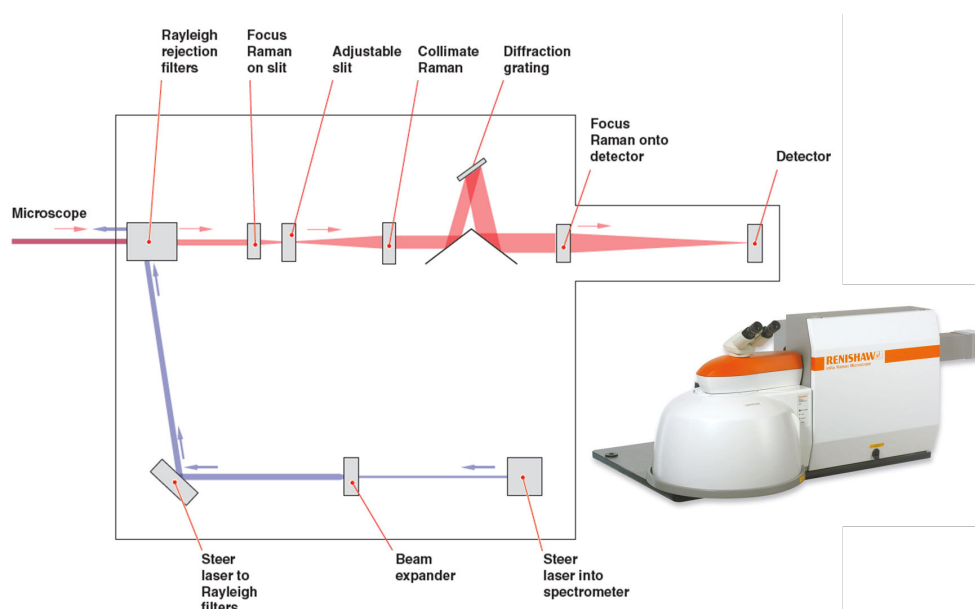 Rayleigh
rejection
filters
Focus
Raman
on slit
Adjustable
slit
Collimate
Raman
Diffraction
grating
Focus
Raman onto
detector
Detector
Microscope
RENISHAW
Steer
laser to
Rayleigh
filters
Beam
expander
Steer
laser into
spectrometer